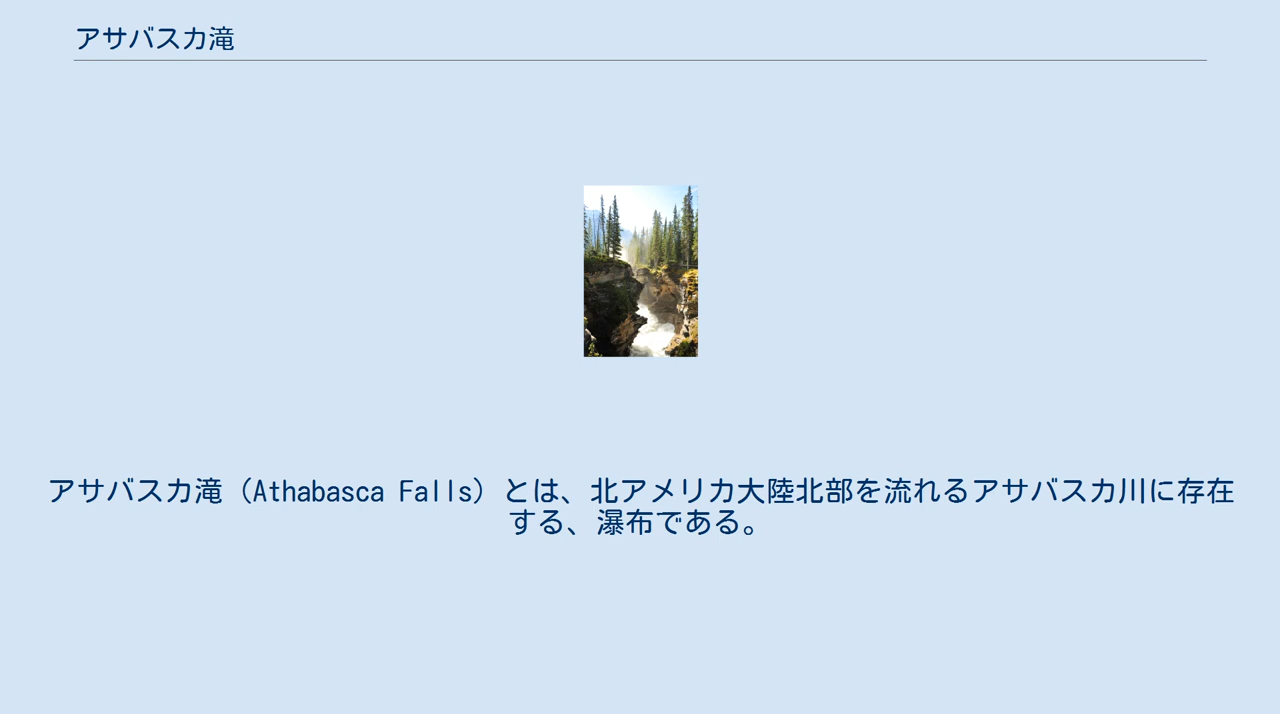 アサバスカ滝
アサバスカ滝（Athabasca Falls）とは、北アメリカ大陸北部を流れるアサバスカ川に存在
する、瀑布である。